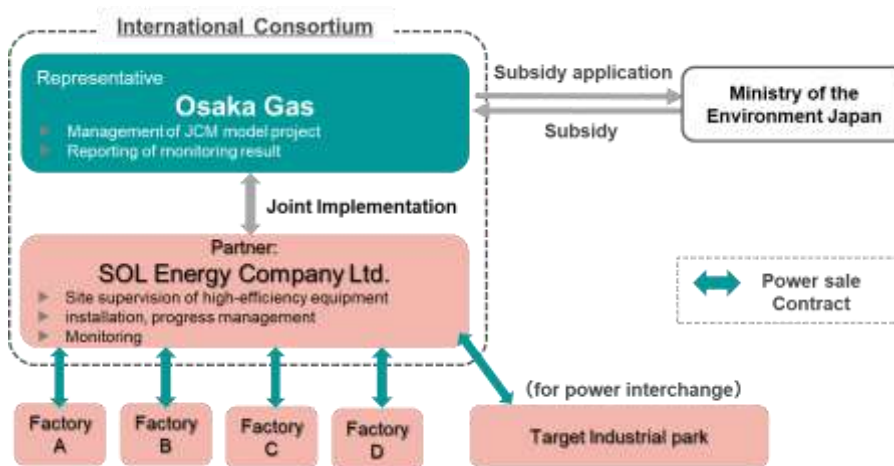 International Consortium
Representative
Osaka Gas
Management of JCM model project
Reporting of monitoring result
Subsidy application
Subsidy
Ministry of the
Environment Japan
Joint Implementation
Partner:
SOL Energy Company Ltd.
Site supervision of high-efficiency equipment
installation, progress management
Monitoring
Power sale
Contract
(for power interchange)
Factory
A
Factory
B
Factory
C
Factory
D
Target Industrial park